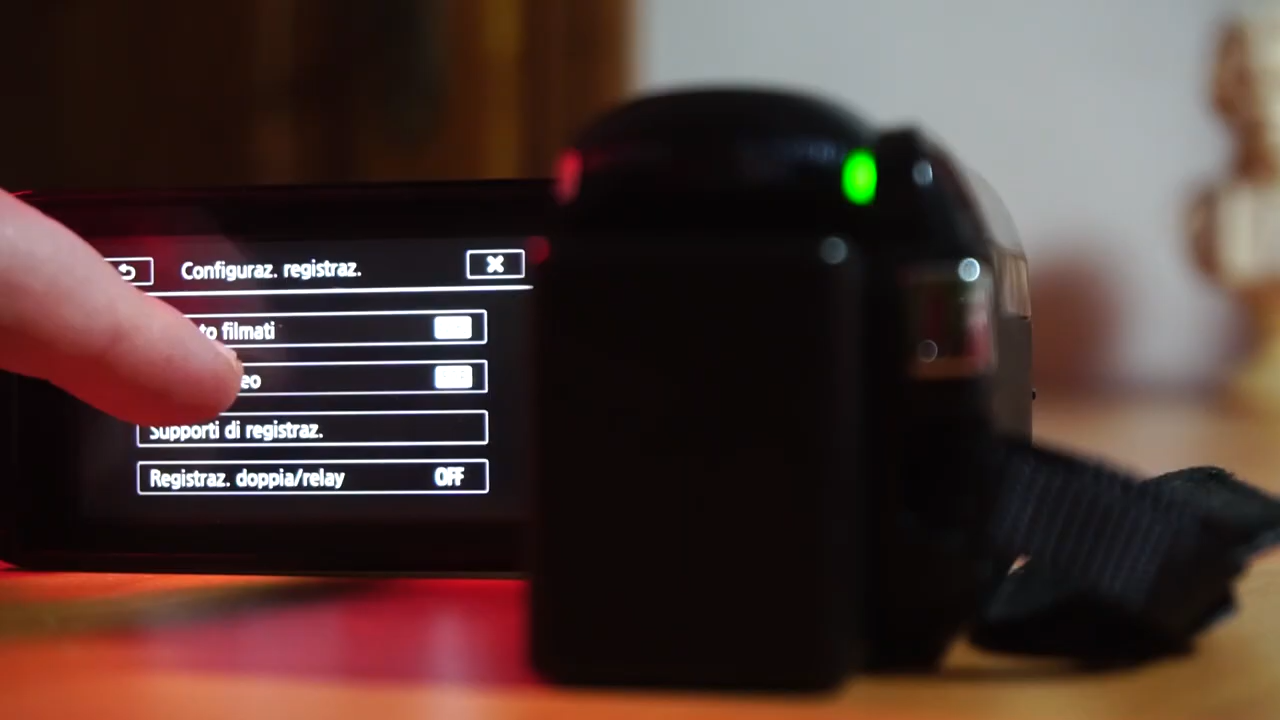 Configuraz. registraz.
to filmati
eo
Supporti di registraz.
Registraz. doppia/relay OFF